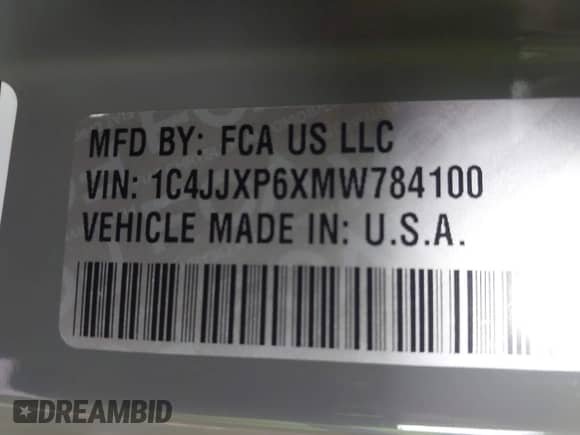 MFD BY: FCA US LLC
VIN: 1C4JJXP6XMW784100
VEHICLE MADE IN: U.S.A.
DREAMBID